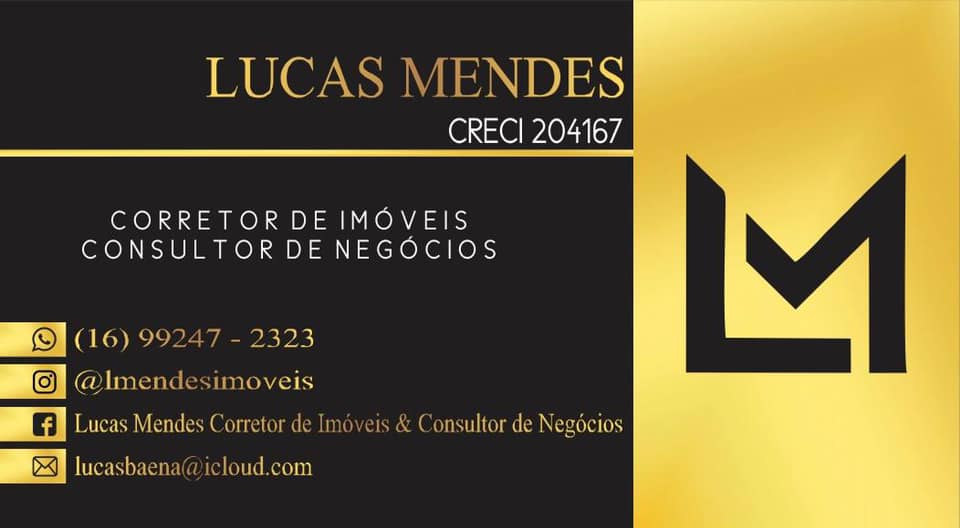 LUCAS MENDES
CRECI 204167
CORRETOR DE IMÓVEIS
CONSULTOR DE NEGÓCIOS
(16) 99247 - 2323
@lmendesimoveis
Lucas Mendes Corretor de Imóveis & Consultor de Negócios
lucasbaena@icloud.com
LM